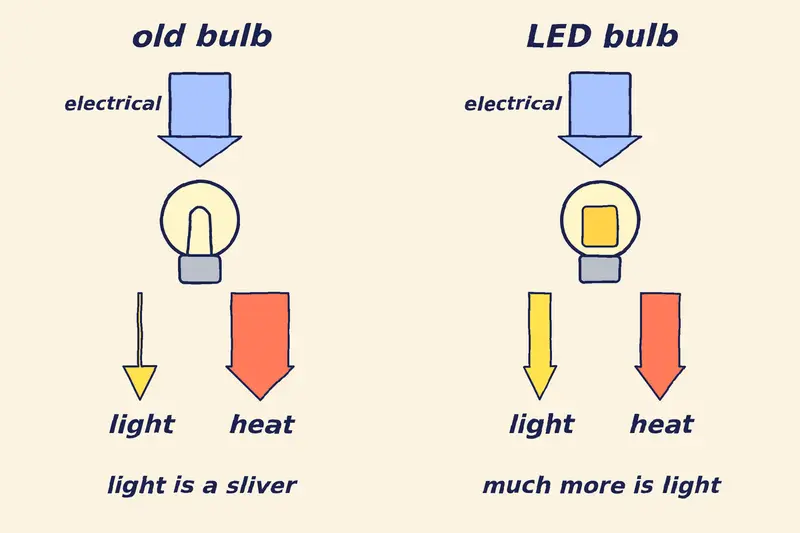 old bulb
electrical
light
heat
light is a sliver
LED bulb
electrical
light
heat
much more is light